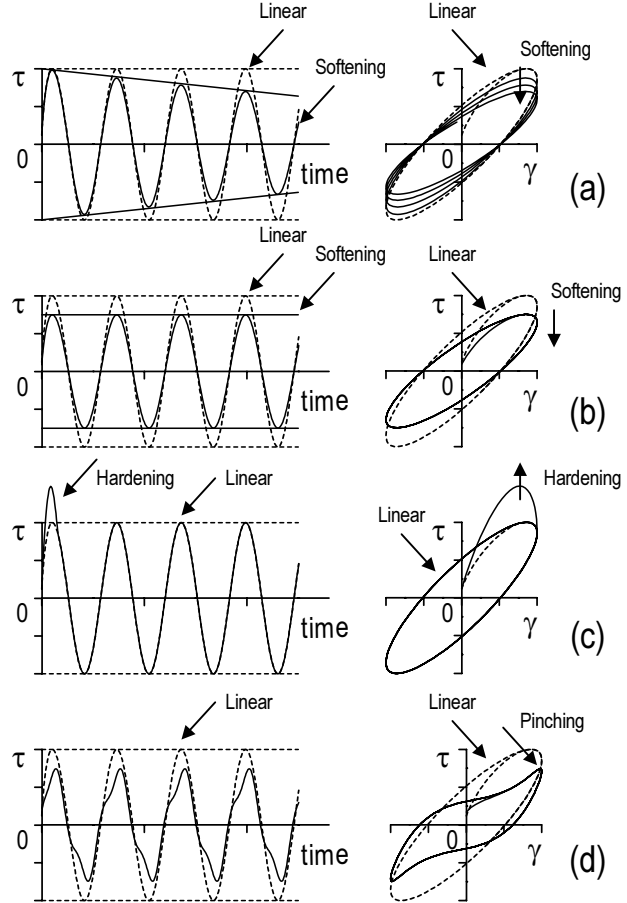 Linear
Linear
Softening
τ
Softening
τ
0
time
0
γ
(a)
Linear
Softening
Linear
τ
τ
Softening
0
time
0
γ
(b)
Hardening
Linear
Hardening
τ
Linear
τ
0
time
0
γ
(c)
Linear
Linear
Pinching
τ
τ
0
time
0
γ
(d)